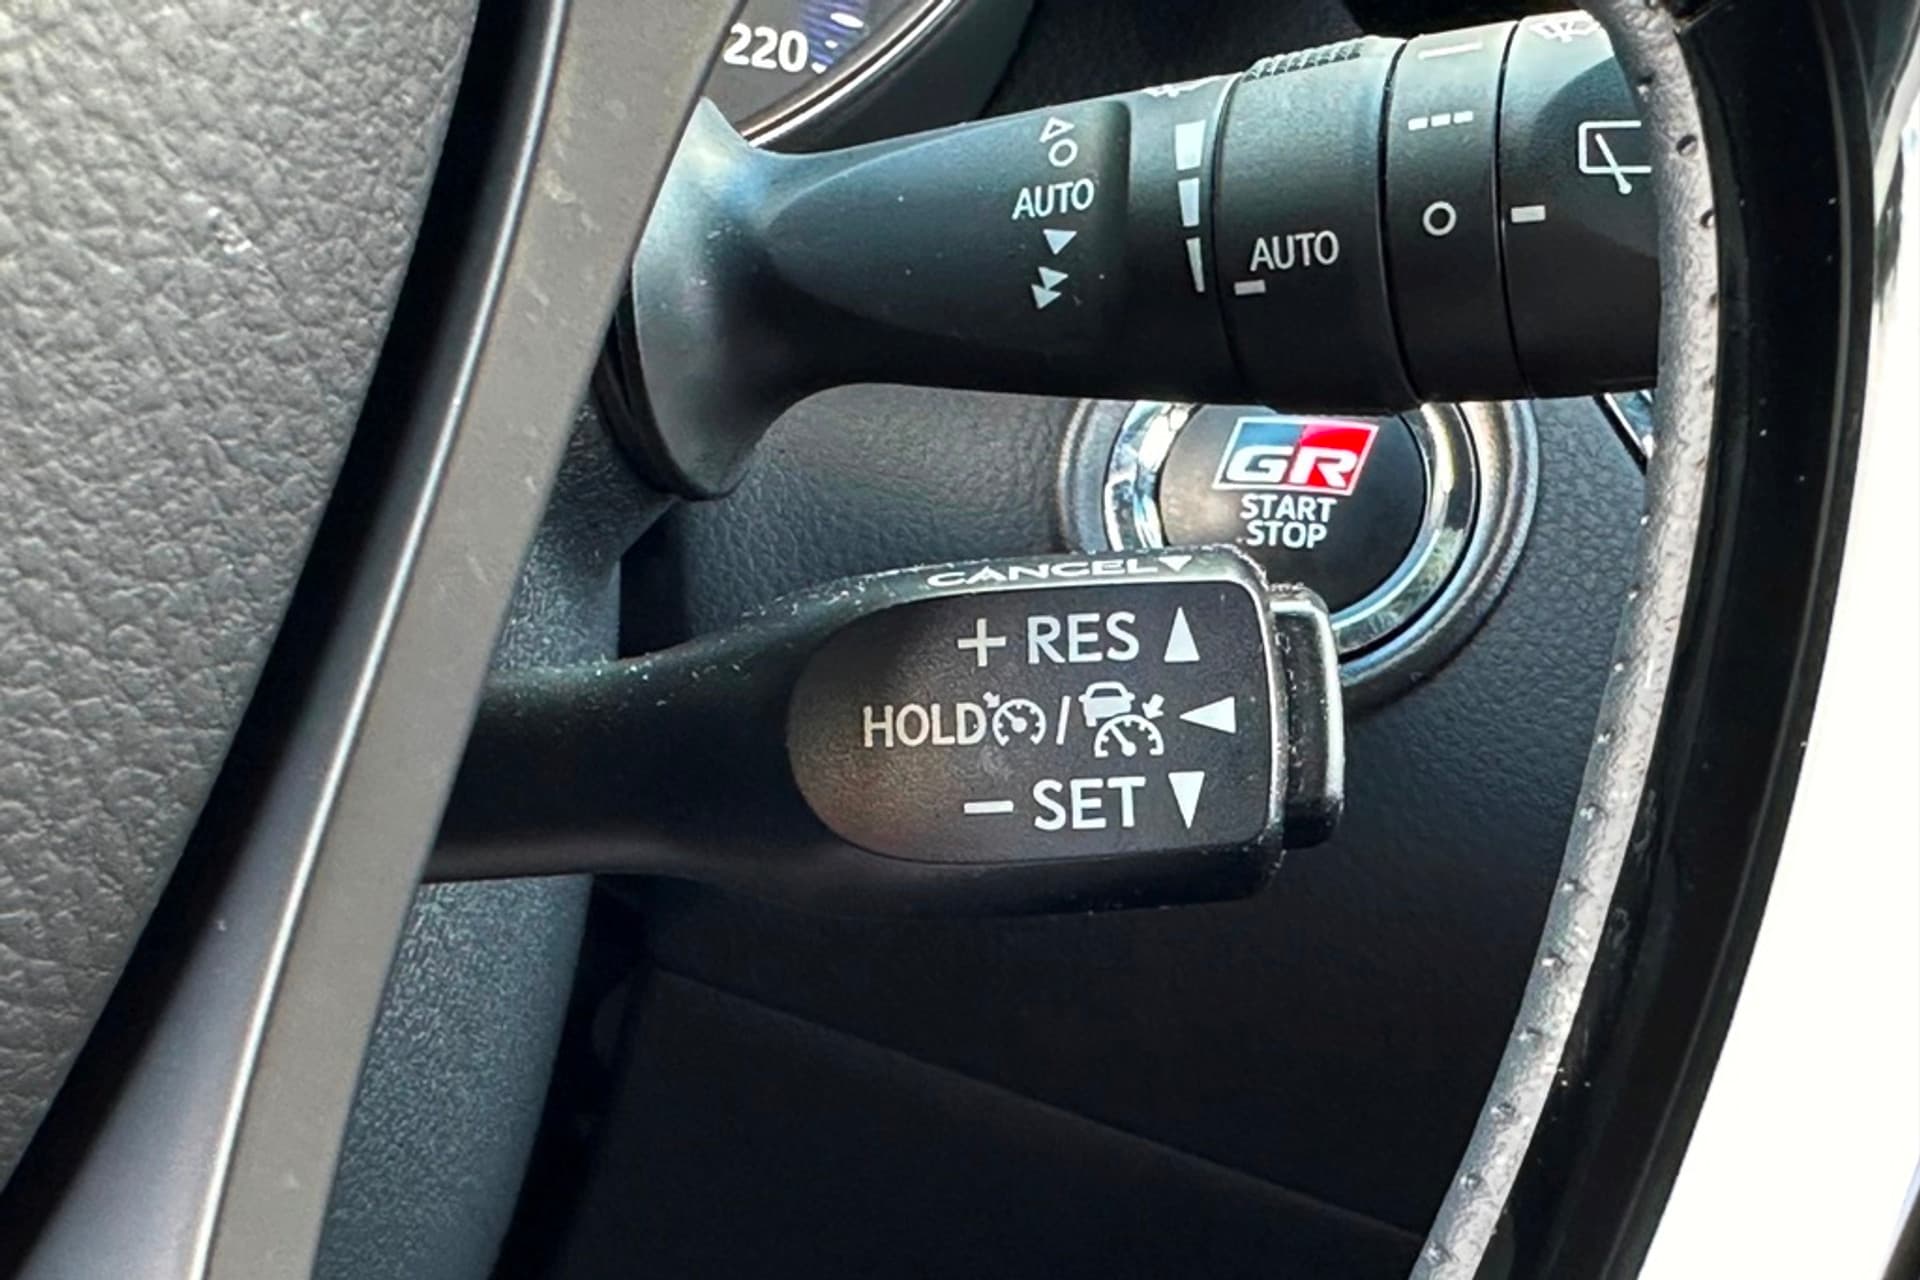 220
AUTO
AUTO
GR
START
STOP
CANCEL
+ RES
HOLD /
− SET